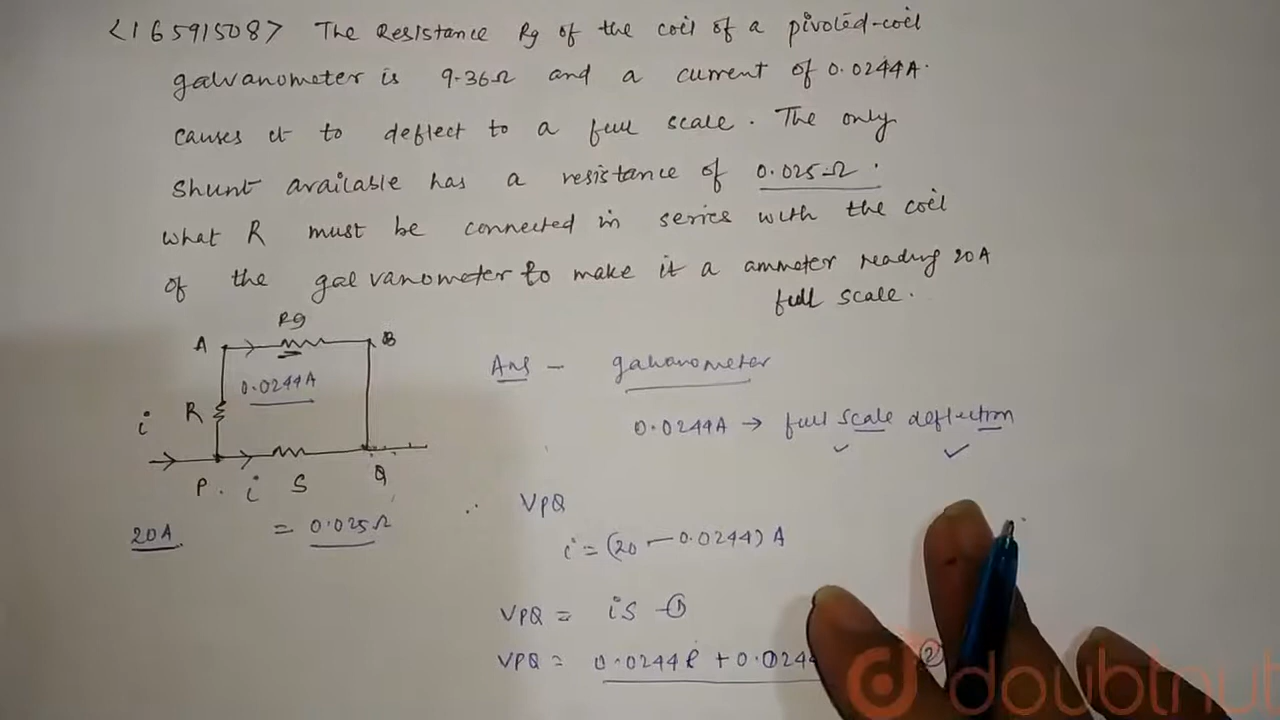 <16591508> The Resistance Rg of the coil of a pivoted-coil
galvanometer is 9.36Ω and a current of 0.0244A.
causes it to deflect to a full scale. The only
shunt available has a resistance of 0.025Ω.
what R must be connected in series with the coil
of the galvanometer to make it a ammeter reading 20A
full scale.
Rg
A B
0.0244A
R
i
P. i S Q
20A = 0.025Ω
Ans - galvanometer
0.0244A → full scale deflection
∴ VPQ
i = (20 - 0.0244) A
VPQ = iS -①
VPQ = 0.0244R + 0.0244 ②
doubtnut